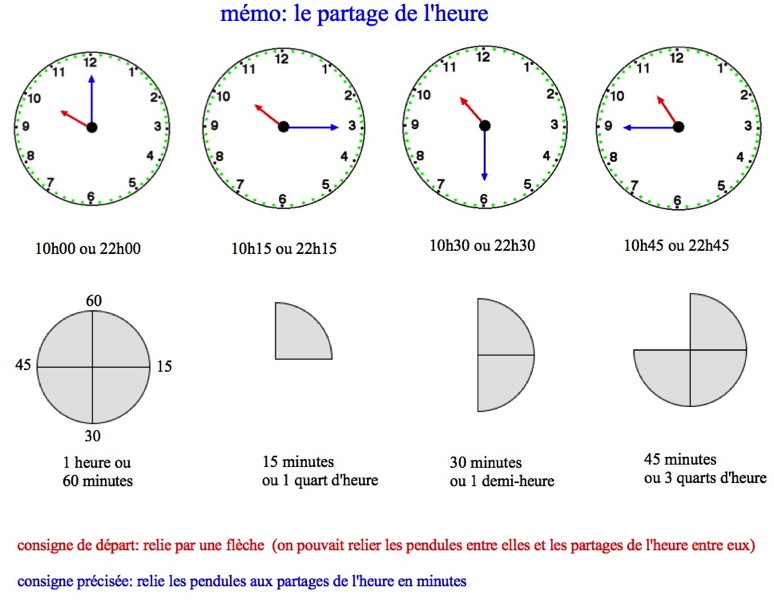 mémo: le partage de l'heure
12 1 2 3 4 5 6 7 8 9 10 11
12 1 2 3 4 5 6 7 8 9 10 11
12 1 2 3 4 5 6 7 8 9 10 11
12 1 2 3 4 5 6 7 8 9 10 11
10h00 ou 22h00
10h15 ou 22h15
10h30 ou 22h30
10h45 ou 22h45
60
45
15
30
1 heure ou
60 minutes
15 minutes
ou 1 quart d'heure
30 minutes
ou 1 demi-heure
45 minutes
ou 3 quarts d'heure
consigne de départ: relie par une flèche (on pouvait relier les pendules entre elles et les partages de l'heure entre eux)
consigne précisée: relie les pendules aux partages de l'heure en minutes